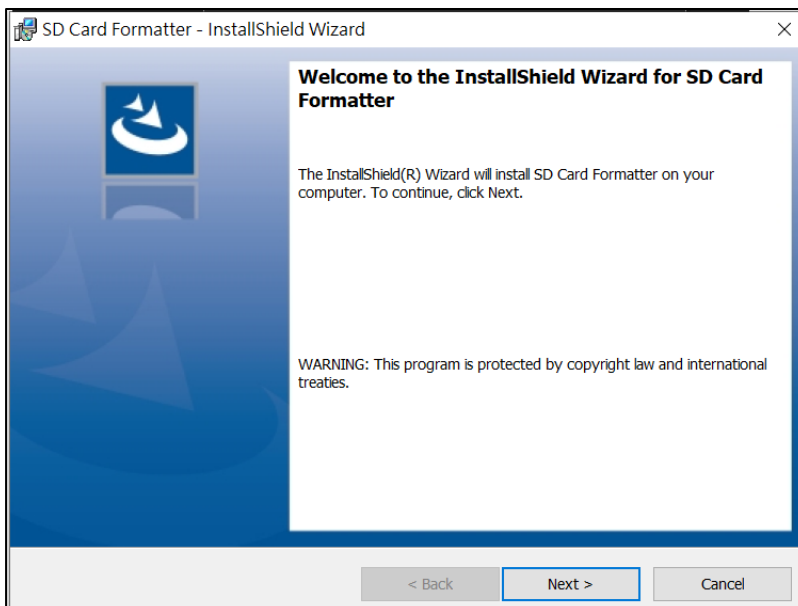 SD Card Formatter - InstallShield Wizard
Welcome to the InstallShield Wizard for SD Card
Formatter
The InstallShield(R) Wizard will install SD Card Formatter on your
computer. To continue, click Next.
WARNING: This program is protected by copyright law and international
treaties.
< Back
Next >
Cancel